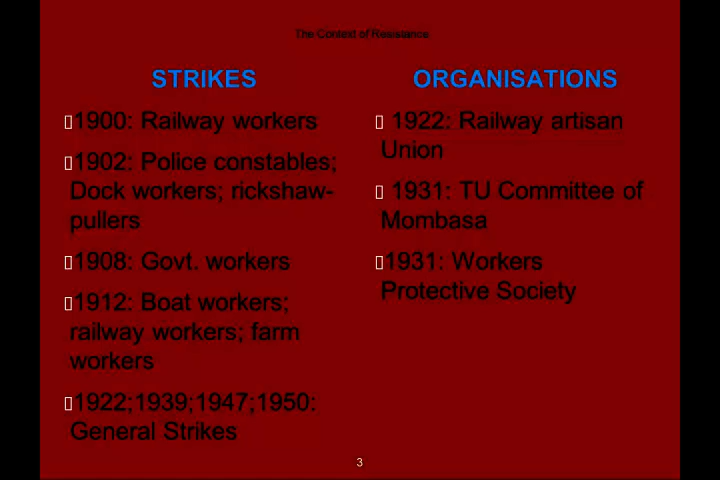 The Context of Resistance
STRIKES
1900: Railway workers
1902: Police constables;
Dock workers; rickshaw-
pullers
1908: Govt. workers
1912: Boat workers;
railway workers; farm
workers
1922;1939;1947;1950:
General Strikes
ORGANISATIONS
1922: Railway artisan
Union
1931: TU Committee of
Mombasa
1931: Workers
Protective Society
3